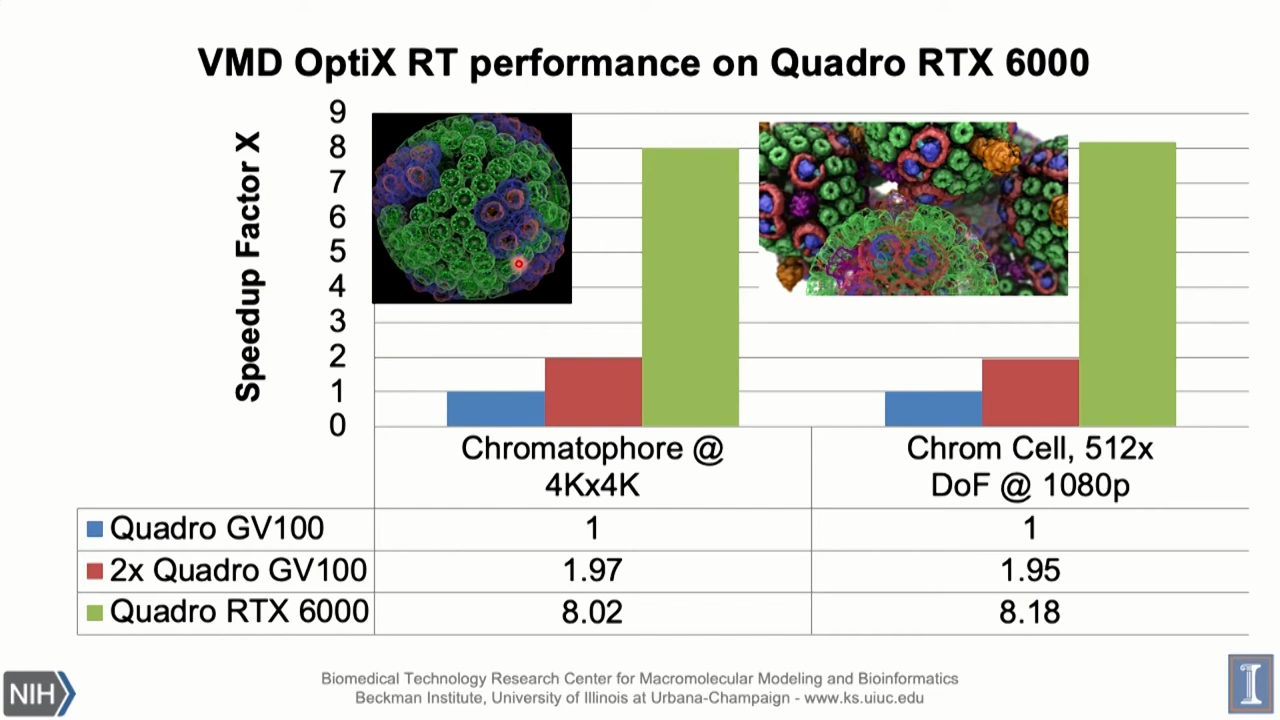 VMD OptiX RT performance on Quadro RTX 6000
Speedup Factor X
9
8
7
6
5
4
3
2
1
0
Chromatophore @
4Kx4K
Chrom Cell, 512x
DoF @ 1080p
Quadro GV100 1 1
2x Quadro GV100 1.97 1.95
Quadro RTX 6000 8.02 8.18
NIH
Biomedical Technology Research Center for Macromolecular Modeling and Bioinformatics
Beckman Institute, University of Illinois at Urbana-Champaign - www.ks.uiuc.edu
I